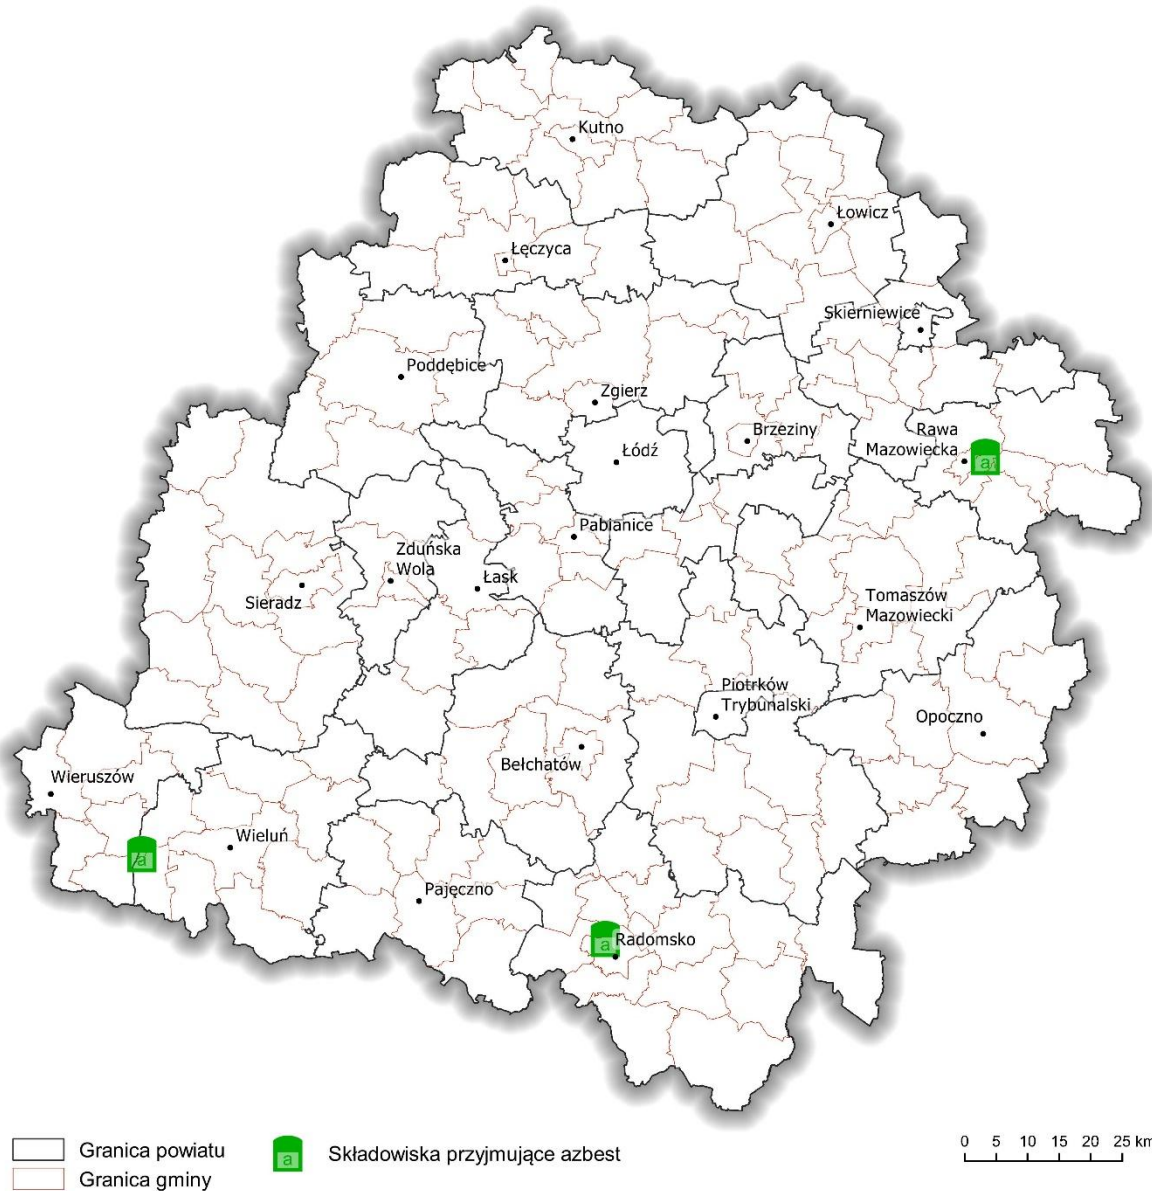 Kutno
Łowicz
Łęczyca
Skierniewice
Poddębice
Zgierz
Brzeziny
Rawa
Mazowiecka
a
Łódź
Pabianice
Zduńska
Wola
Łask
Sieradz
Tomaszów
Mazowiecki
Piotrków
Trybunalski
Opoczno
Bełchatów
Wieruszów
Wieluń
a
Pajęczno
Radomsko
a
Granica powiatu
Granica gminy
a
Składowiska przyjmujące azbest
0 5 10 15 20 25 km